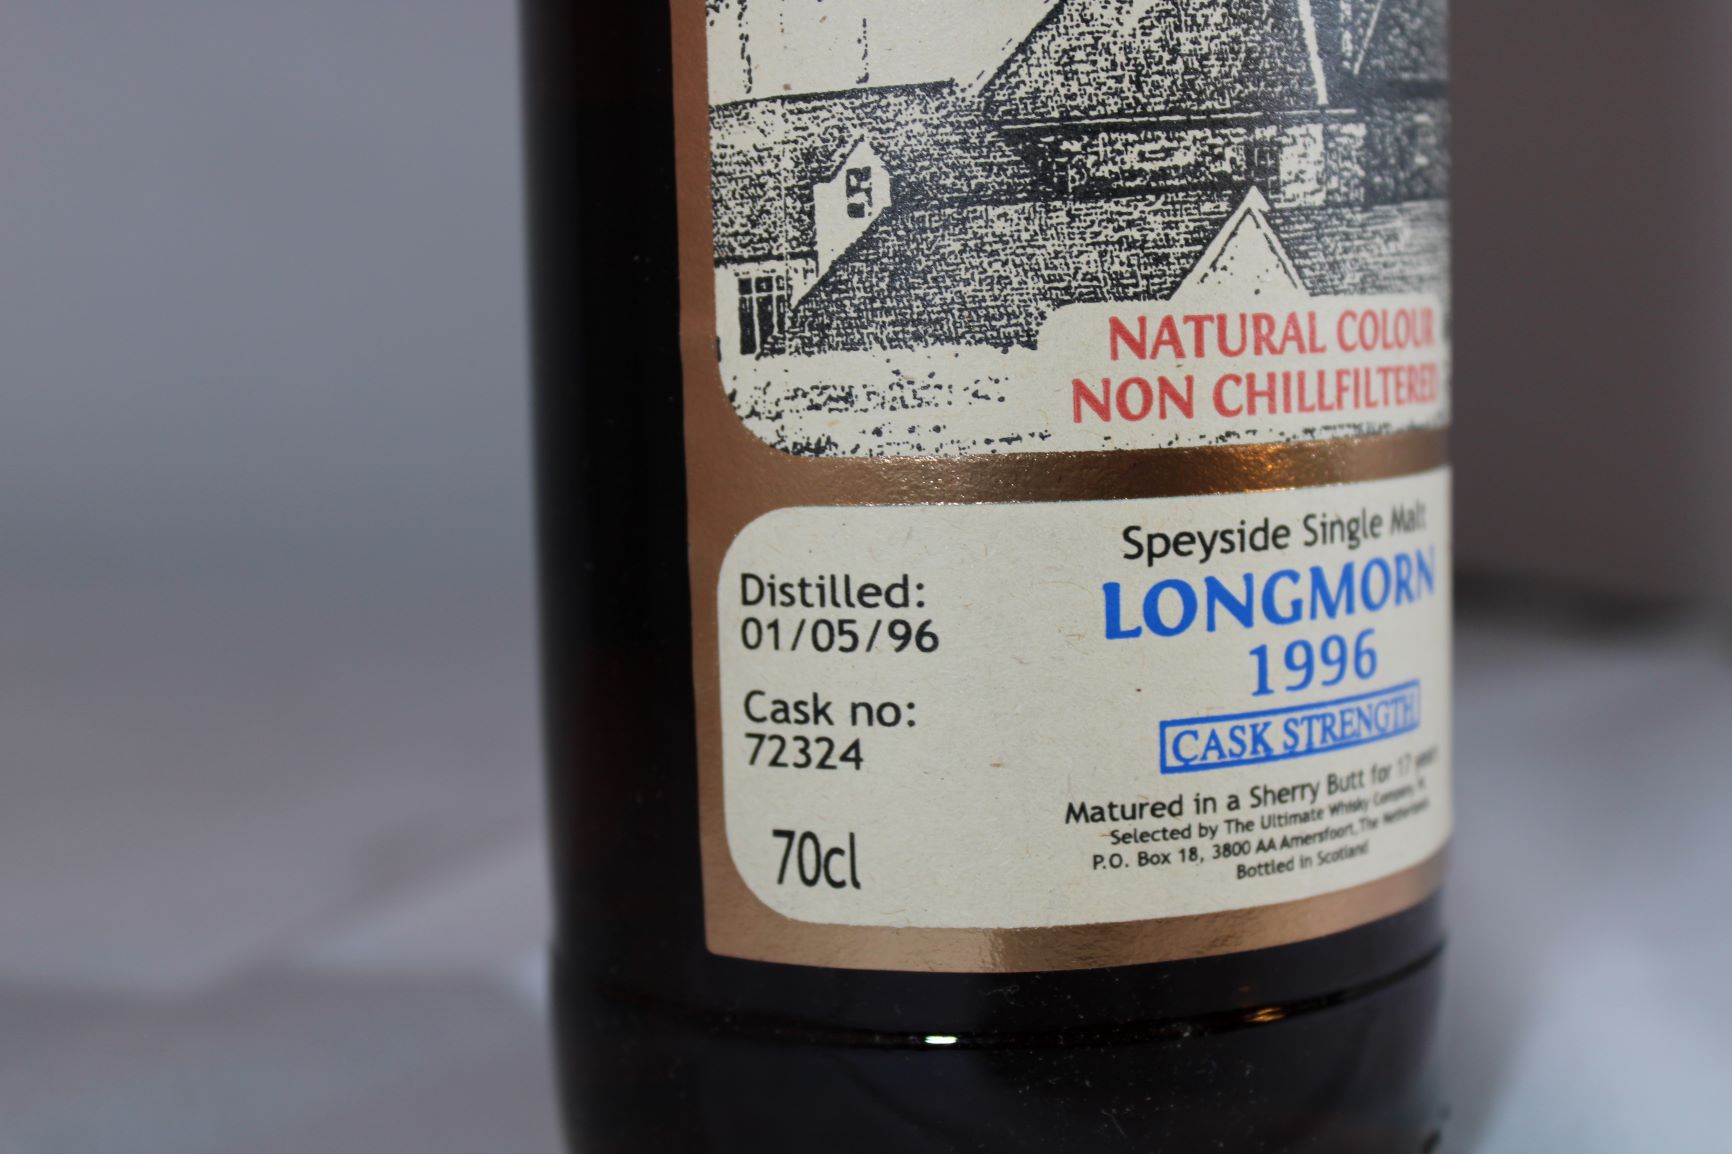 NATURAL COLOUR
NON CHILLFILTERED
Distilled:
01/05/96
Cask no:
72324
70cl
Speyside Single Malt
LONGMORN
1996
CASK STRENGTH
Matured in a Sherry Butt for 17 years
Selected by The Ultimate Whisky Company,
P.O. Box 18, 3800 AA Amersfoort, The Netherlands
Bottled in Scotland